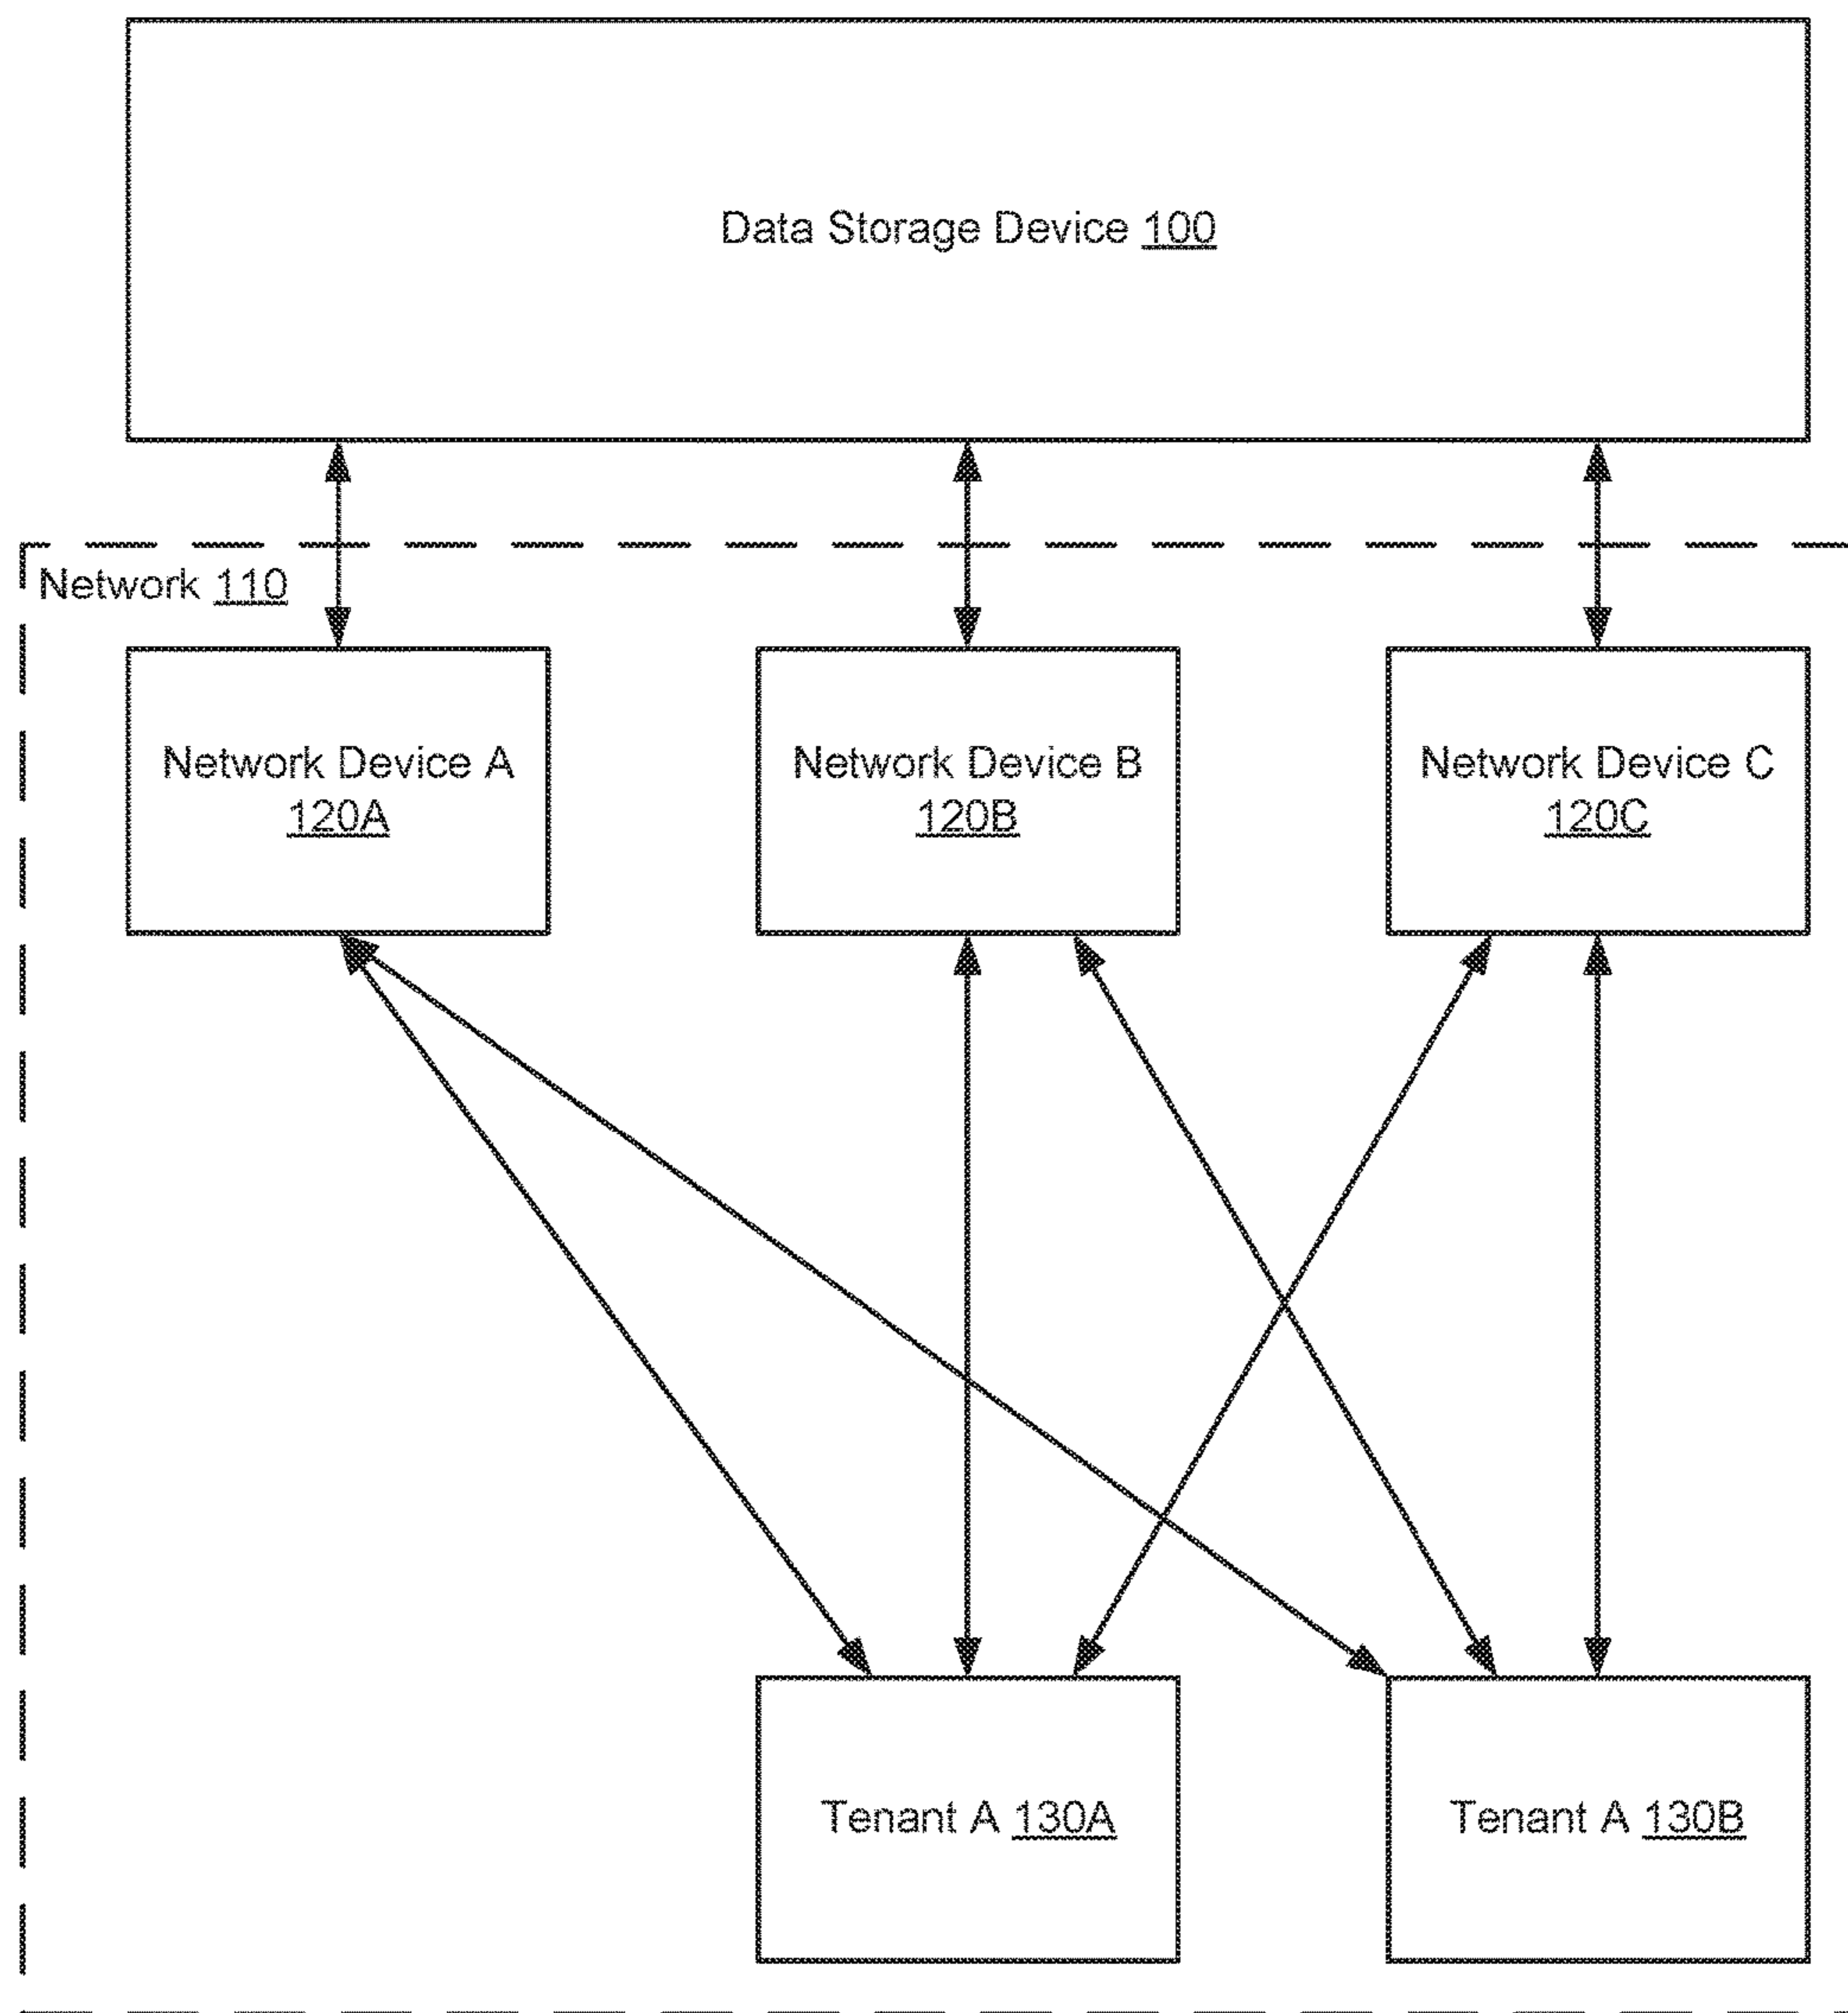 Data Storage Device 100
Network 110
Network Device A
120A
Network Device B
120B
Network Device C
120C
Tenant A 130A
Tenant A 130B